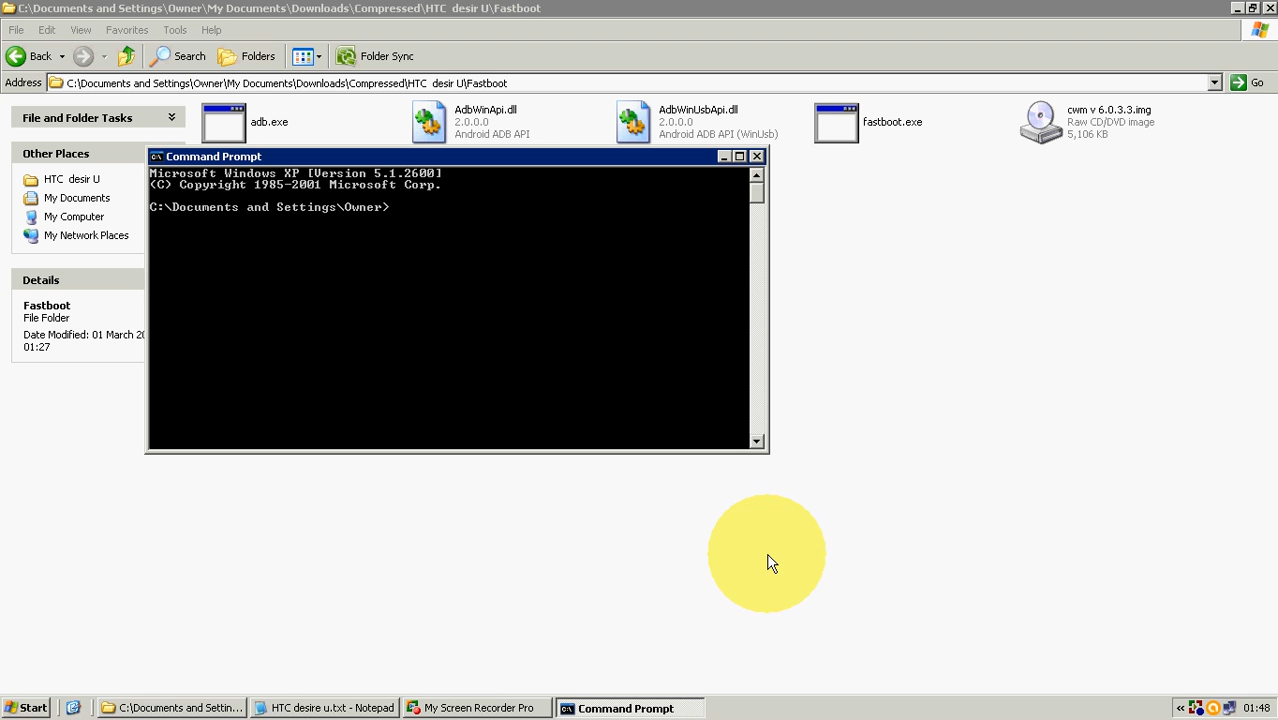 C:\Documents and Settings\Owner\My Documents\Downloads\Compressed\HTC  desir U\Fastboot
File Edit View Favorites Tools Help
Back Search Folders Folder Sync
Address C:\Documents and Settings\Owner\My Documents\Downloads\Compressed\HTC  desir U\Fastboot Go
File and Folder Tasks
Other Places
HTC  desir U
My Documents
My Computer
My Network Places
Details
Fastboot
File Folder
Date Modified: 01 March 20
01:27
adb.exe
AdbWinApi.dll
2.0.0.0
Android ADB API
AdbWinUsbApi.dll
2.0.0.0
Android ADB API (WinUsb)
fastboot.exe
cwm v 6.0.3.3.img
Raw CD/DVD image
5,106 KB
Command Prompt
Microsoft Windows XP [Version 5.1.2600]
(C) Copyright 1985-2001 Microsoft Corp.
C:\Documents and Settings\Owner>
Start C:\Documents and Settin... HTC desire u.txt - Notepad My Screen Recorder Pro Command Prompt « 01:48